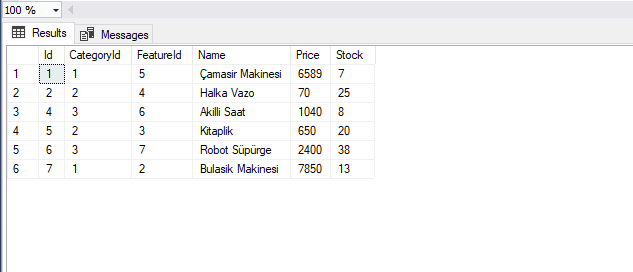 100 %
Results Messages
Id CategoryId FeatureId Name Price Stock
1 1 1 5 Çamasir Makinesi 6589 7
2 2 2 4 Halka Vazo 70 25
3 4 3 6 Akilli Saat 1040 8
4 5 2 3 Kitaplik 650 20
5 6 3 7 Robot Süpürge 2400 38
6 7 1 2 Bulasik Makinesi 7850 13